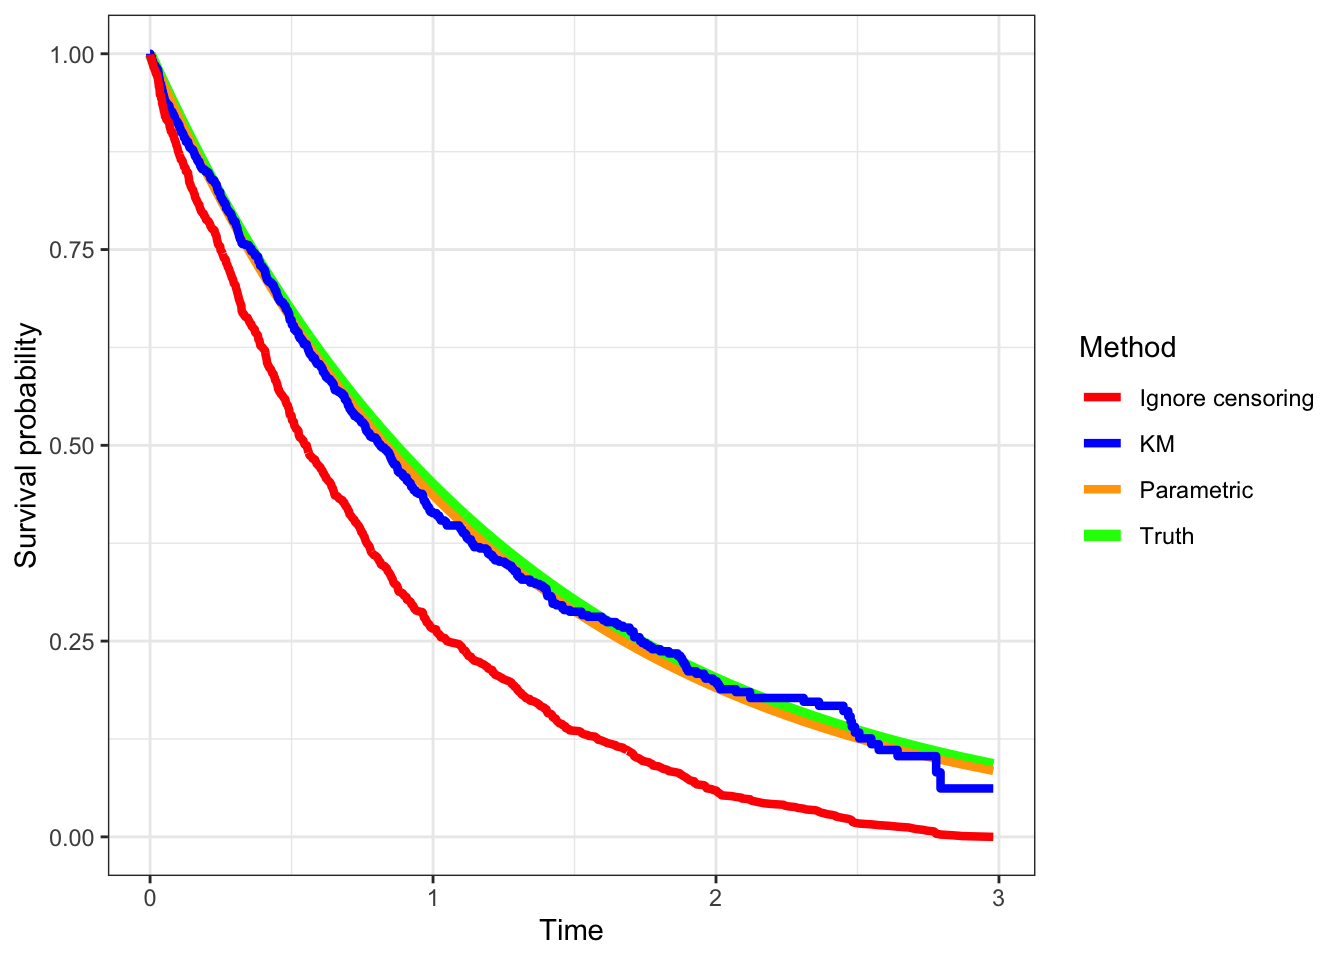 1.00
0.75
0.50
0.25
0.00
Survival probability
0
1
2
3
Time
Method
Ignore censoring
KM
Parametric
Truth